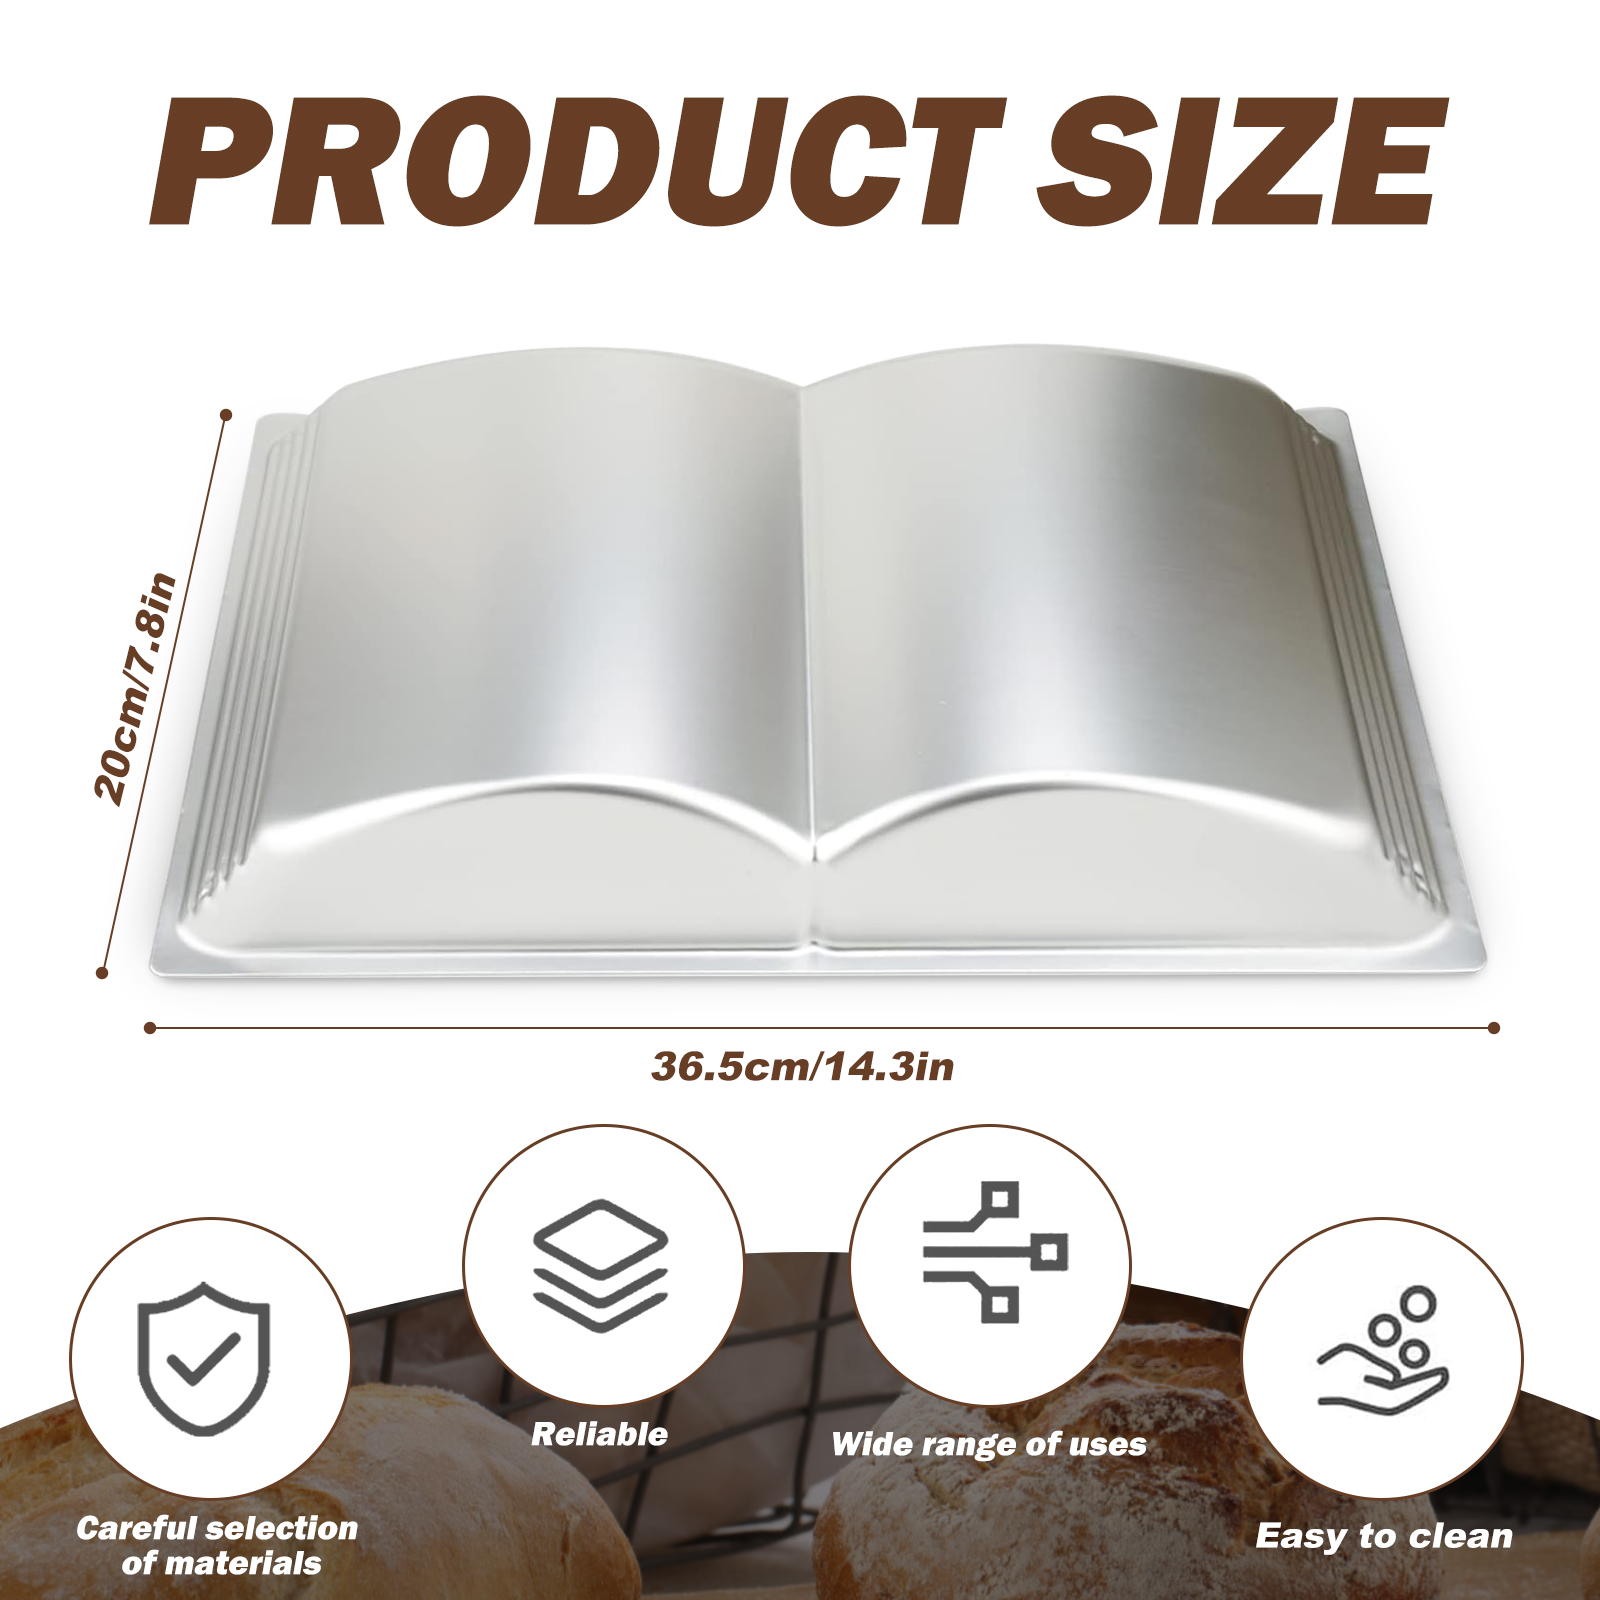 PRODUCT SIZE
20cm/7.8in
36.5cm/14.3in
Reliable
Wide range of uses
Careful selection
of materials
Easy to clean